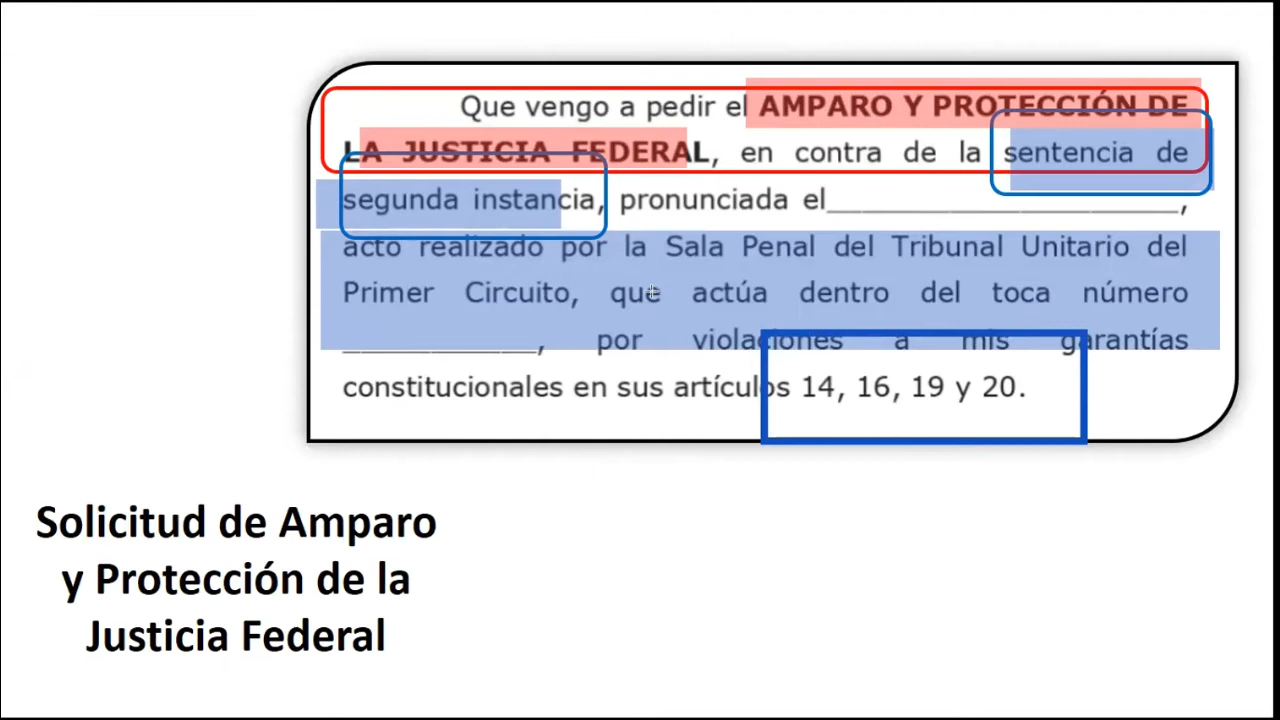 Que vengo a pedir el AMPARO Y PROTECCIÓN DE
LA JUSTICIA FEDERAL, en contra de la sentencia de
segunda instancia, pronunciada el_____________________,
acto realizado por la Sala Penal del Tribunal Unitario del
Primer Circuito, que actúa dentro del toca número
____________, por violaciones a mis garantías
constitucionales en sus artículos 14, 16, 19 y 20.
Solicitud de Amparo
y Protección de la
Justicia Federal